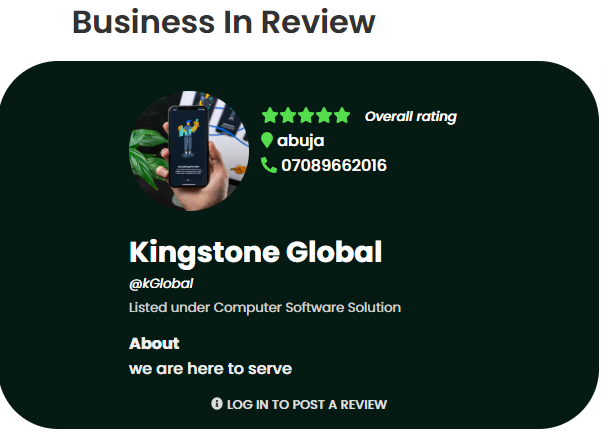 Business In Review
Overall rating
abuja
07089662016
Kingstone Global
@kGlobal
Listed under Computer Software Solution
About
we are here to serve
LOG IN TO POST A REVIEW